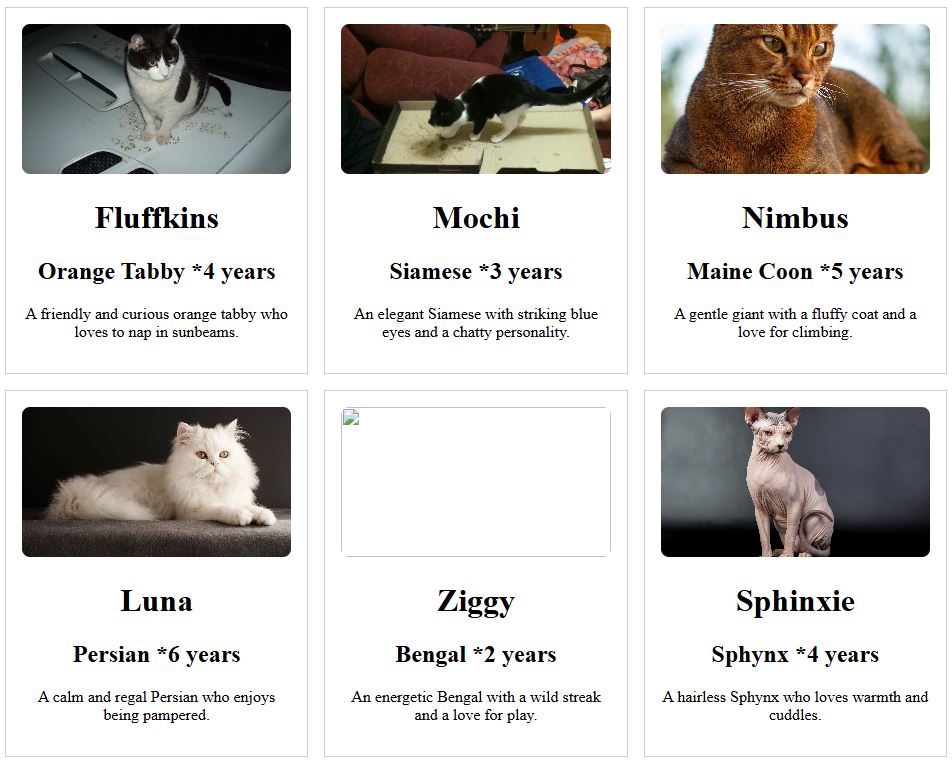 Fluffkins
Orange Tabby *4 years
A friendly and curious orange tabby who
loves to nap in sunbeams.
Mochi
Siamese *3 years
An elegant Siamese with striking blue
eyes and a chatty personality.
Nimbus
Maine Coon *5 years
A gentle giant with a fluffy coat and a
love for climbing.
Luna
Persian *6 years
A calm and regal Persian who enjoys
being pampered.
Ziggy
Bengal *2 years
An energetic Bengal with a wild streak
and a love for play.
Sphinxie
Sphynx *4 years
A hairless Sphynx who loves warmth and
cuddles.